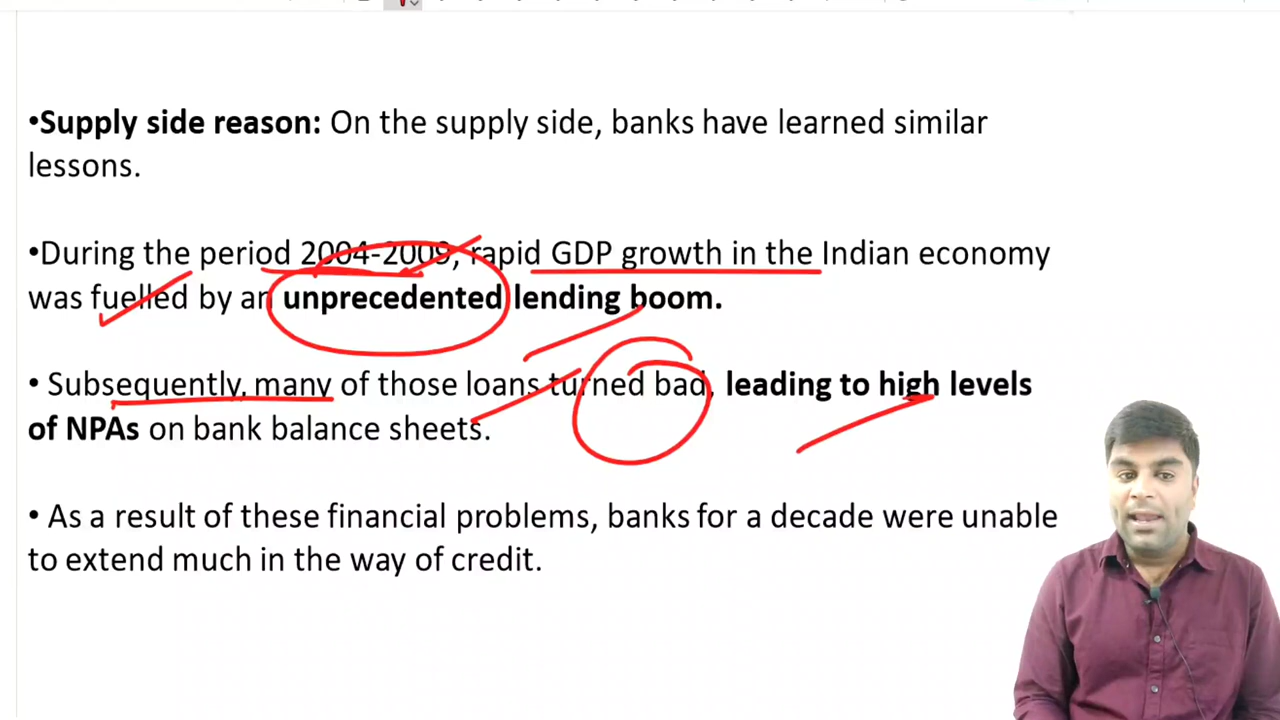 •Supply side reason: On the supply side, banks have learned similar
lessons.
•During the period 2004-2009, rapid GDP growth in the Indian economy
was fuelled by an unprecedented lending boom.
• Subsequently, many of those loans turned bad, leading to high levels
of NPAs on bank balance sheets.
• As a result of these financial problems, banks for a decade were unable
to extend much in the way of credit.